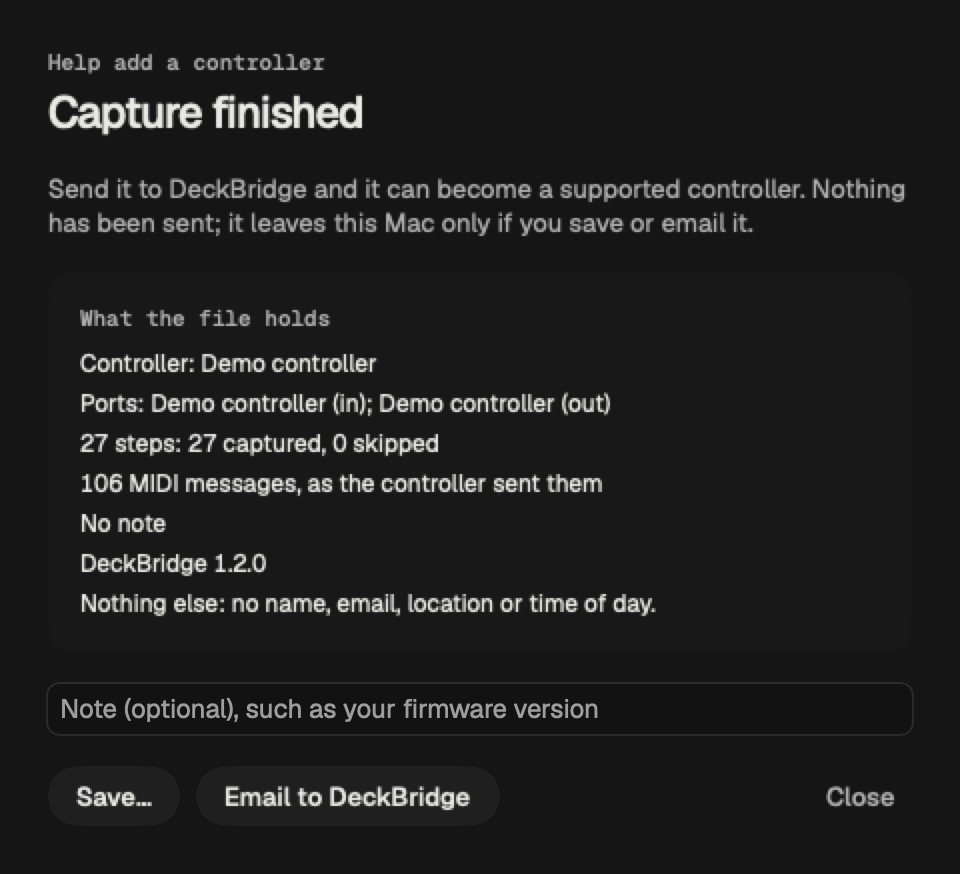 Help add a controller
Capture finished
Send it to DeckBridge and it can become a supported controller. Nothing
has been sent; it leaves this Mac only if you save or email it.
What the file holds
Controller: Demo controller
Ports: Demo controller (in); Demo controller (out)
27 steps: 27 captured, 0 skipped
106 MIDI messages, as the controller sent them
No note
DeckBridge 1.2.0
Nothing else: no name, email, location or time of day.
Note (optional), such as your firmware version
Save...
Email to DeckBridge
Close